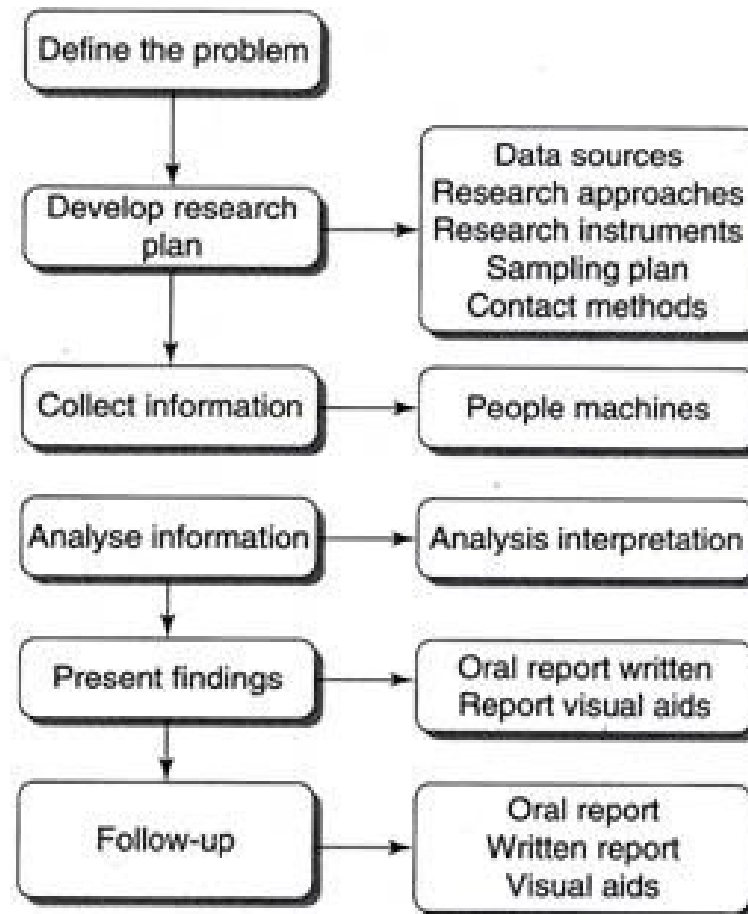 Define the problem
Develop research
plan
Data sources
Research approaches
Research instruments
Sampling plan
Contact methods
Collect information
People machines
Analyse information
Analysis interpretation
Present findings
Oral report written
Report visual aids
Follow-up
Oral report
Written report
Visual aids